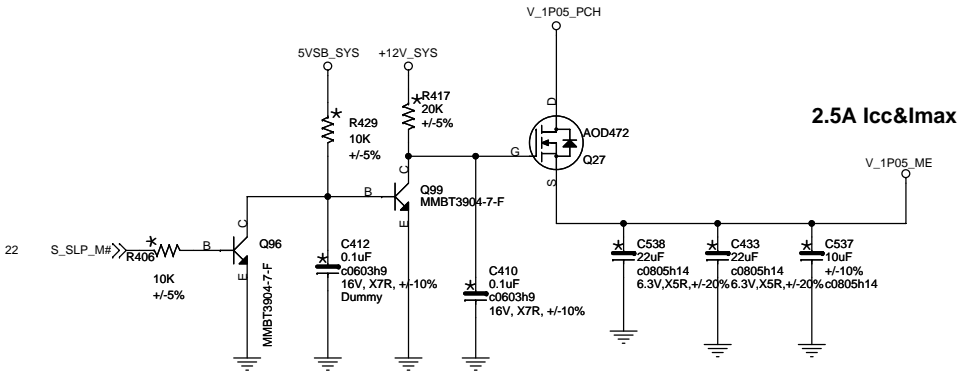 V_1P05_PCH
5VSB_SYS
+12V_SYS
*
R417
20K
+/-5%
*
R429
10K
+/-5%
D
AOD472
G
Q27
S
2.5A Icc&Imax
V_1P05_ME
C
B
Q99
MMBT3904-7-F
E
22
S_SLP_M#
*
R406
10K
+/-5%
B
C
Q96
E
MMBT3904-7-F
*
C412
0.1uF
c0603h9
16V, X7R, +/-10%
Dummy
*
C410
0.1uF
c0603h9
16V, X7R, +/-10%
*
C538
22uF
c0805h14
6.3V,X5R,+/-20%
*
C433
22uF
c0805h14
6.3V,X5R,+/-20%
*
C537
10uF
+/-10%
c0805h14